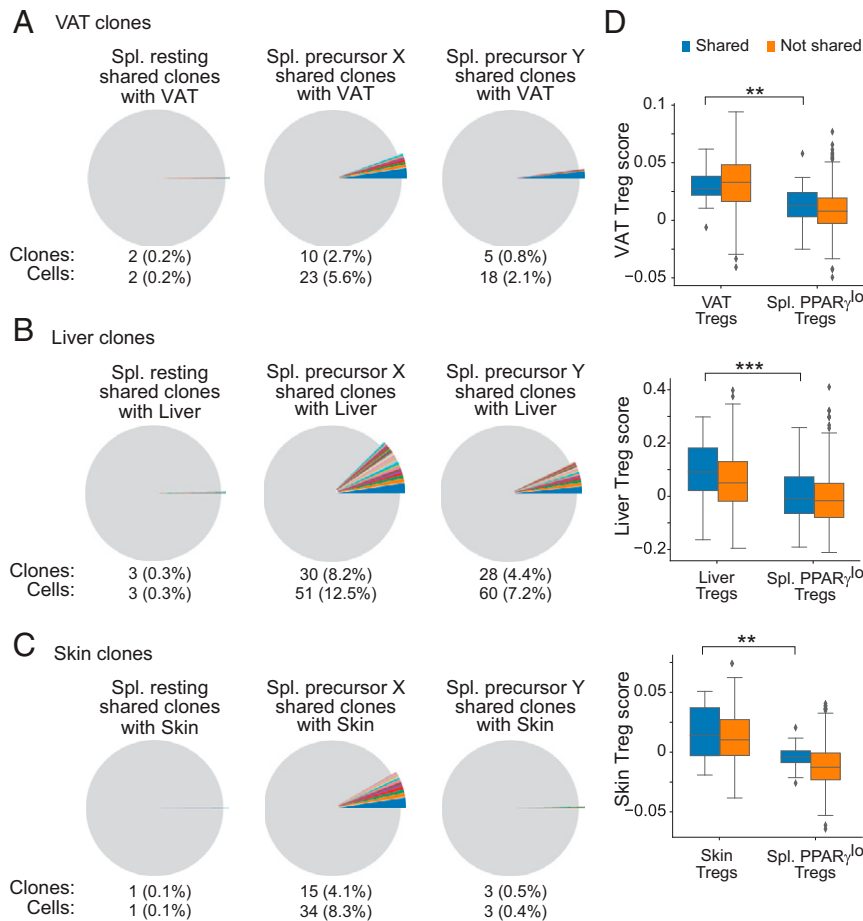 A
VAT clones
Spl. resting
shared clones
with VAT
Spl. precursor X
shared clones
with VAT
Spl. precursor Y
shared clones
with VAT
Clones: 2 (0.2%) 10 (2.7%) 5 (0.8%)
Cells: 2 (0.2%) 23 (5.6%) 18 (2.1%)
B
Liver clones
Spl. resting
shared clones
with Liver
Spl. precursor X
shared clones
with Liver
Spl. precursor Y
shared clones
with Liver
Clones: 3 (0.3%) 30 (8.2%) 28 (4.4%)
Cells: 3 (0.3%) 51 (12.5%) 60 (7.2%)
C
Skin clones
Spl. resting
shared clones
with Skin
Spl. precursor X
shared clones
with Skin
Spl. precursor Y
shared clones
with Skin
Clones: 1 (0.1%) 15 (4.1%) 3 (0.5%)
Cells: 1 (0.1%) 34 (8.3%) 3 (0.4%)
D
Shared Not shared
VAT Treg score
0.1
0.05
0
−0.05
**
VAT
Tregs
Spl. PPARγlo
Tregs
Liver Treg score
0.4
0.2
0
−0.2
***
Liver
Tregs
Spl. PPARγlo
Tregs
Skin Treg score
0.05
0
−0.05
**
Skin
Tregs
Spl. PPARγlo
Tregs